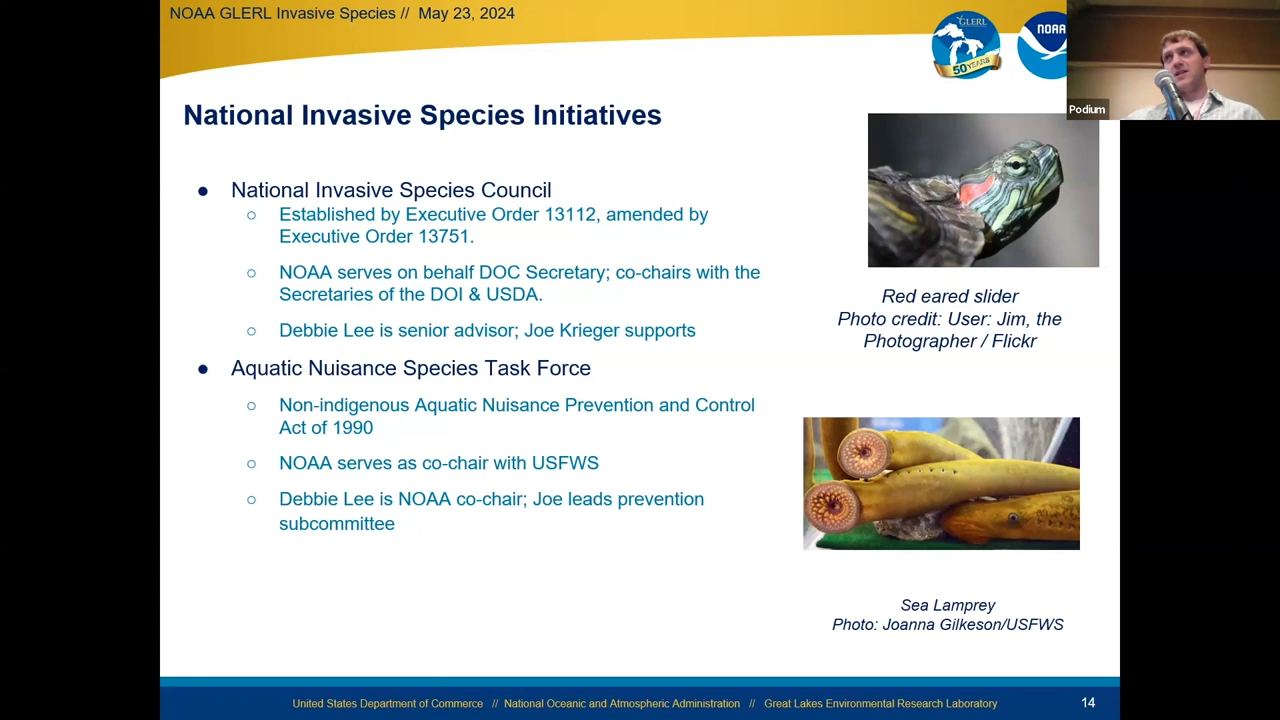 NOAA GLERL Invasive Species // May 23, 2024
GLERL
50 YEARS
NOAA
Podium
National Invasive Species Initiatives
● National Invasive Species Council
○ Established by Executive Order 13112, amended by
Executive Order 13751.
○ NOAA serves on behalf DOC Secretary; co-chairs with the
Secretaries of the DOI & USDA.
○ Debbie Lee is senior advisor; Joe Krieger supports
● Aquatic Nuisance Species Task Force
○ Non-indigenous Aquatic Nuisance Prevention and Control
Act of 1990
○ NOAA serves as co-chair with USFWS
○ Debbie Lee is NOAA co-chair; Joe leads prevention
subcommittee
Red eared slider
Photo credit: User: Jim, the
Photographer / Flickr
Sea Lamprey
Photo: Joanna Gilkeson/USFWS
United States Department of Commerce // National Oceanic and Atmospheric Administration // Great Lakes Environmental Research Laboratory
14